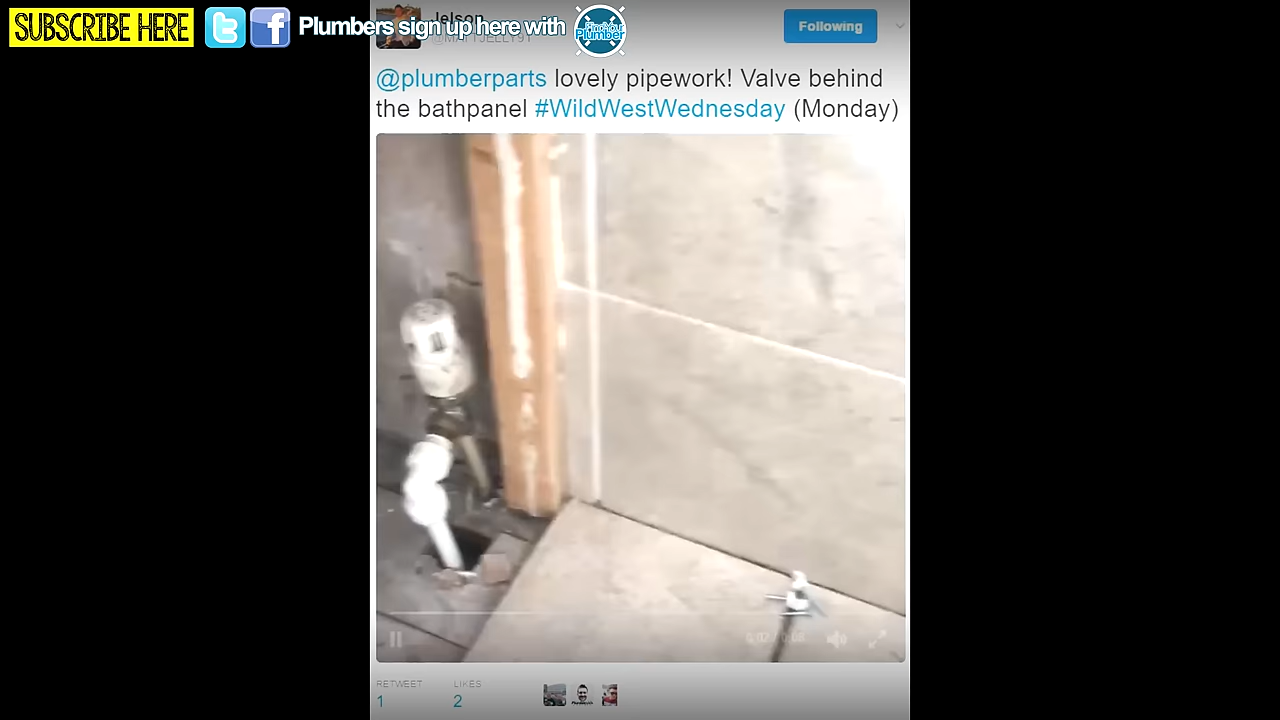 SUBSCRIBE HERE
Plumbers sign up here with
Plumber
Following
@plumberparts lovely pipework! Valve behind
the bathpanel #WildWestWednesday (Monday)
RETWEET
LIKES
1
2